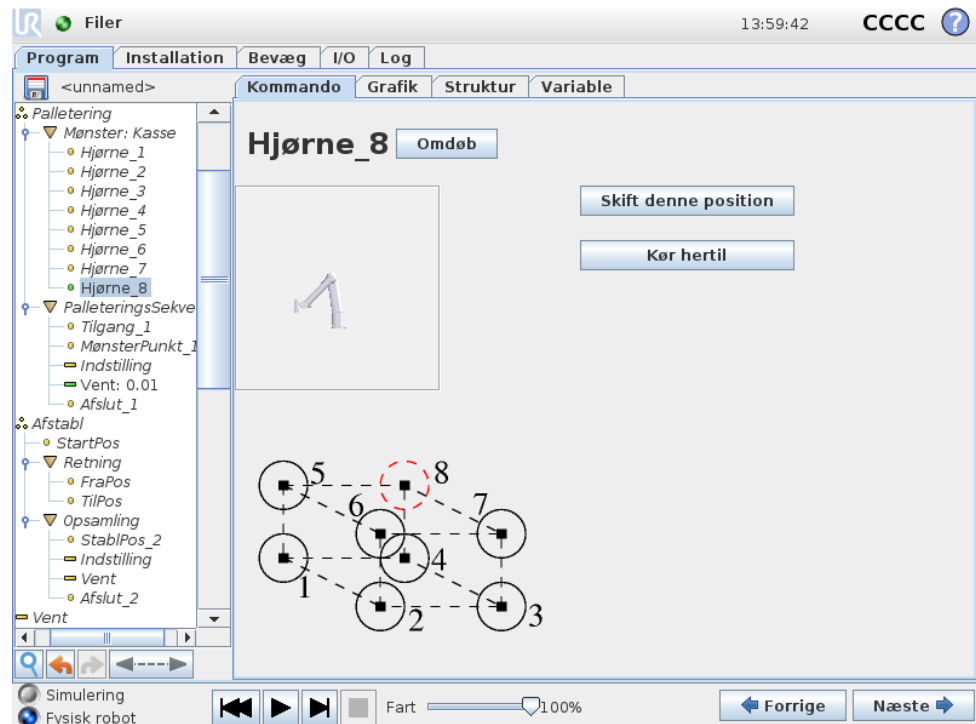 UR Filer 13:59:42 CCCC ?
Program Installation Bevæg I/O Log
<unnamed>
Kommando Grafik Struktur Variable
Palletering
Mønster: Kasse
Hjørne_1
Hjørne_2
Hjørne_3
Hjørne_4
Hjørne_5
Hjørne_6
Hjørne_7
Hjørne_8
PalleteringsSekve
Tilgang_1
MønsterPunkt_1
Indstilling
Vent: 0.01
Afslut_1
Afstabl
StartPos
Retning
FraPos
TilPos
Opsamling
StablPos_2
Indstilling
Vent
Afslut_2
Vent
Hjørne_8 Omdøb
Skift denne position
Kør hertil
5 8
6 7
4
1
2 3
Simulering
Fysisk robot
Fart 100%
Forrige Næste